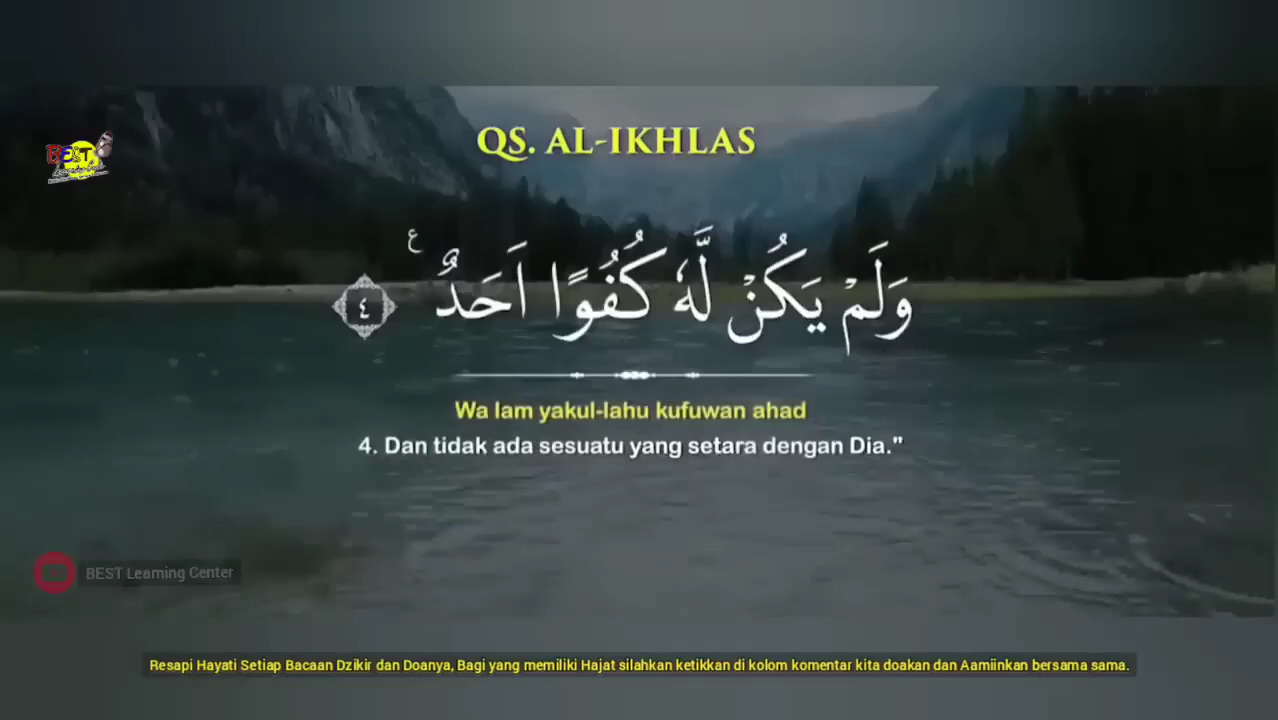 BEST
QS. AL-IKHLAS
وَلَمْ يَكُنْ لَّهٗ كُفُوًا اَحَدٌ ࣖ ٤
Wa lam yakul-lahu kufuwan ahad
4. Dan tidak ada sesuatu yang setara dengan Dia."
BEST Learning Center
Resapi Hayati Setiap Bacaan Dzikir dan Doanya, Bagi yang memiliki Hajat silahkan ketikkan di kolom komentar kita doakan dan Aamiinkan bersama sama.